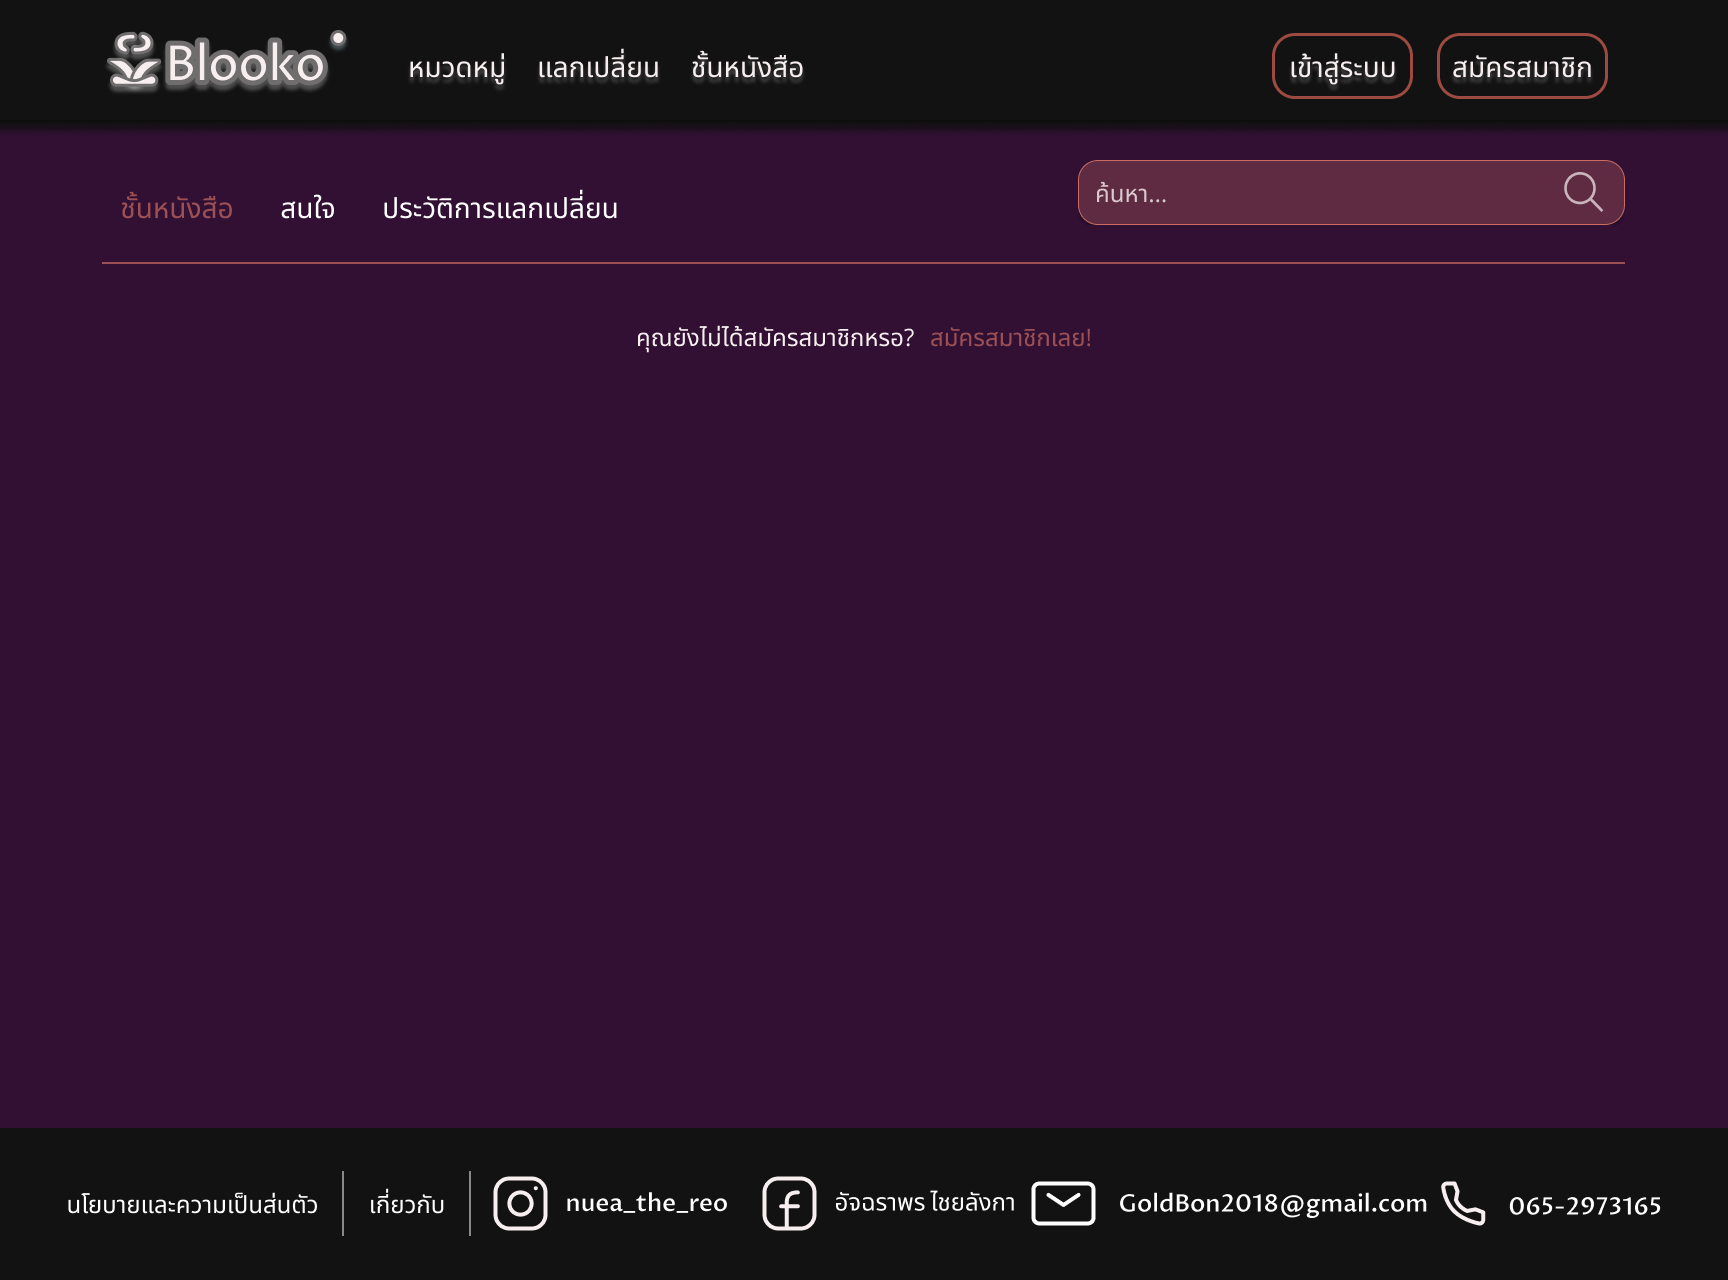 Blooko
หมวดหมู่
แลกเปลี่ยน
ชั้นหนังสือ
เข้าสู่ระบบ
สมัครสมาชิก
ชั้นหนังสือ
สนใจ
ประวัติการแลกเปลี่ยน
ค้นหา...
คุณยังไม่ได้สมัครสมาชิกหรอ? สมัครสมาชิกเลย!
นโยบายและความเป็นส่นตัว
เกี่ยวกับ
nuea_the_reo
อัจฉราพร ไชยลังกา
GoldBon2018@gmail.com
065-2973165